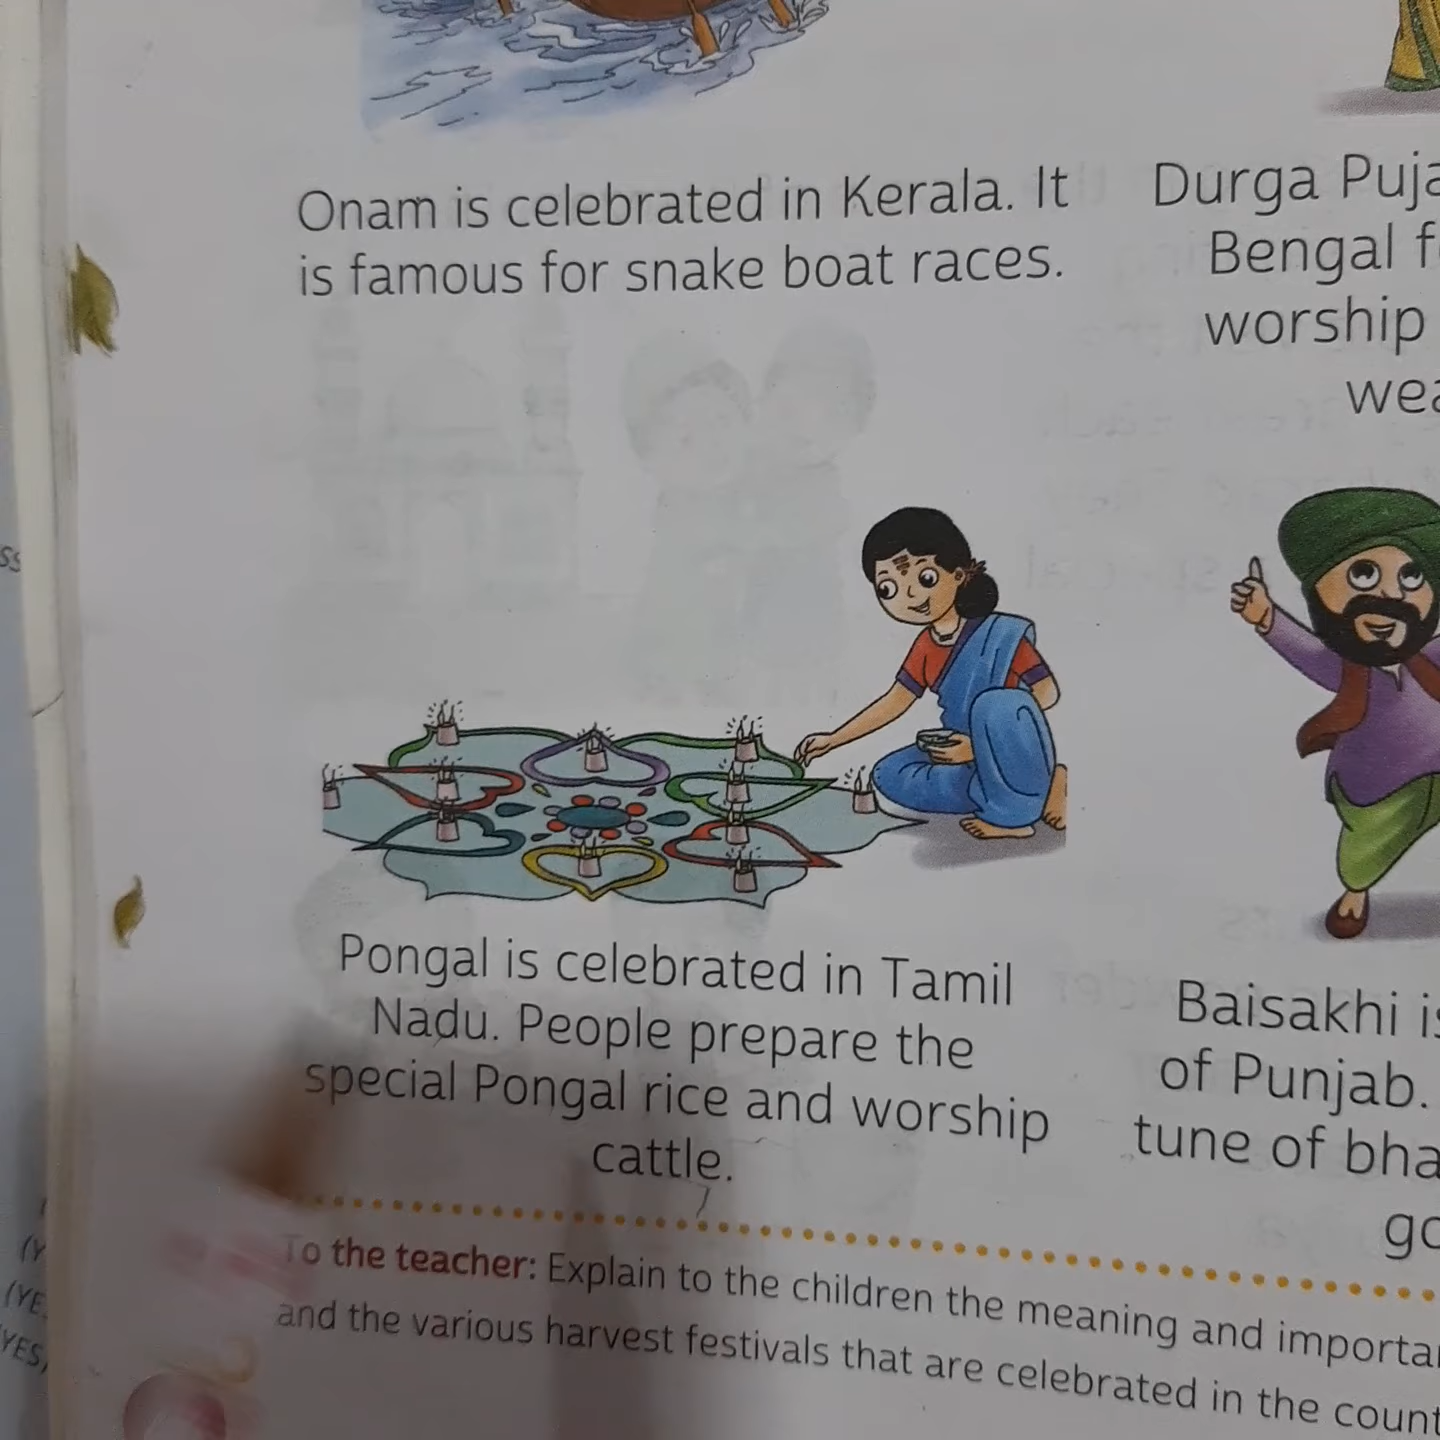 Onam is celebrated in Kerala. It
is famous for snake boat races.
Durga Puja
Bengal
worship
Pongal is celebrated in Tamil
Nadu. People prepare the
special Pongal rice and worship
cattle.
Baisakhi
of Punjab.
tune of
To the teacher: Explain to the children the meaning and
and the various harvest festivals that are celebrated in the